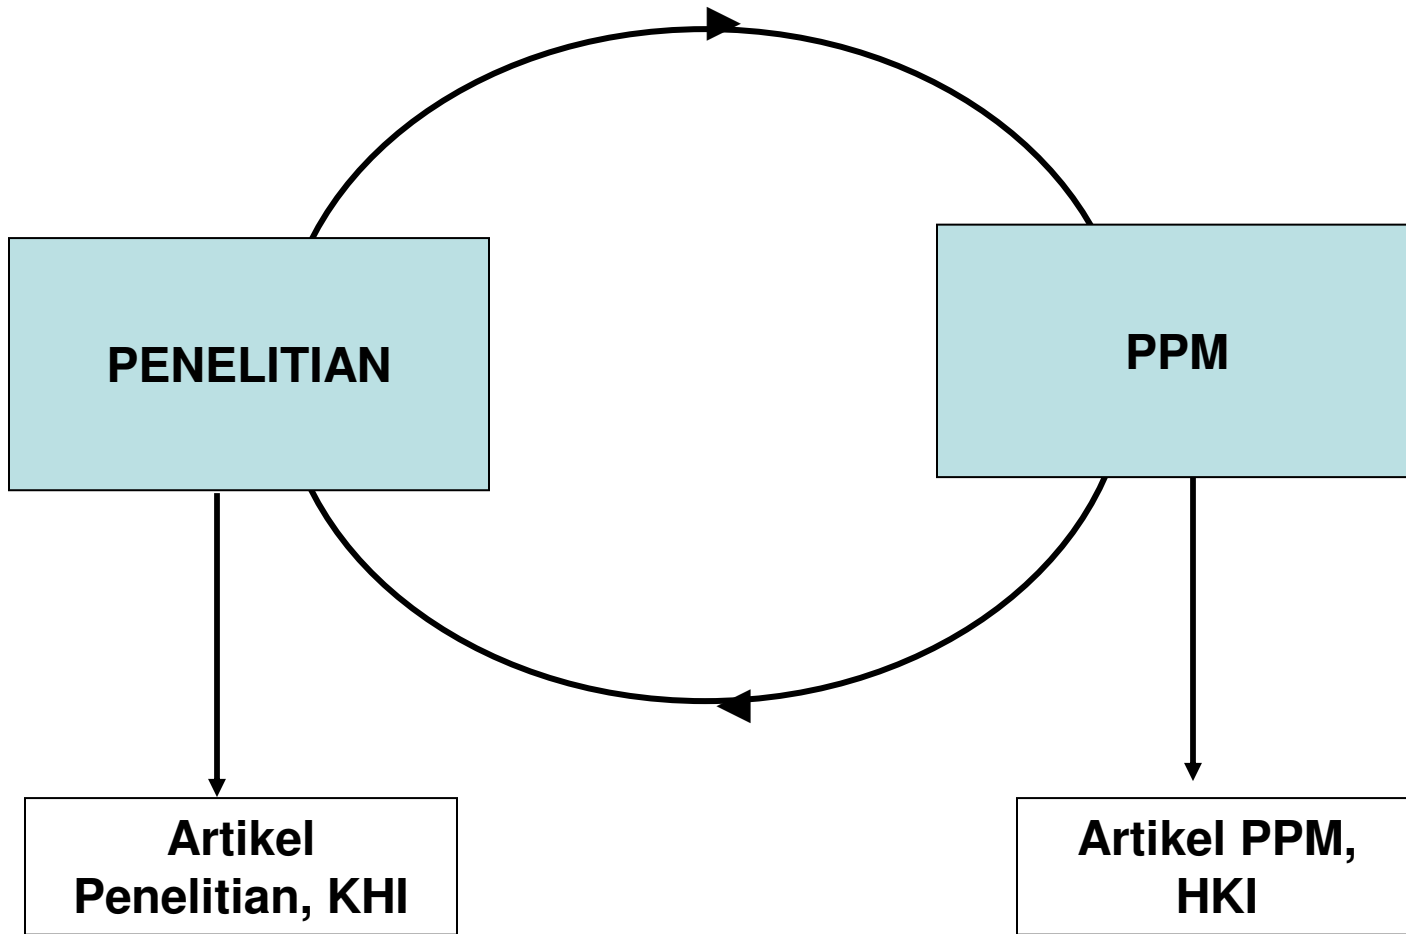 PENELITIAN
PPM
Artikel
Penelitian, KHI
Artikel PPM,
HKI